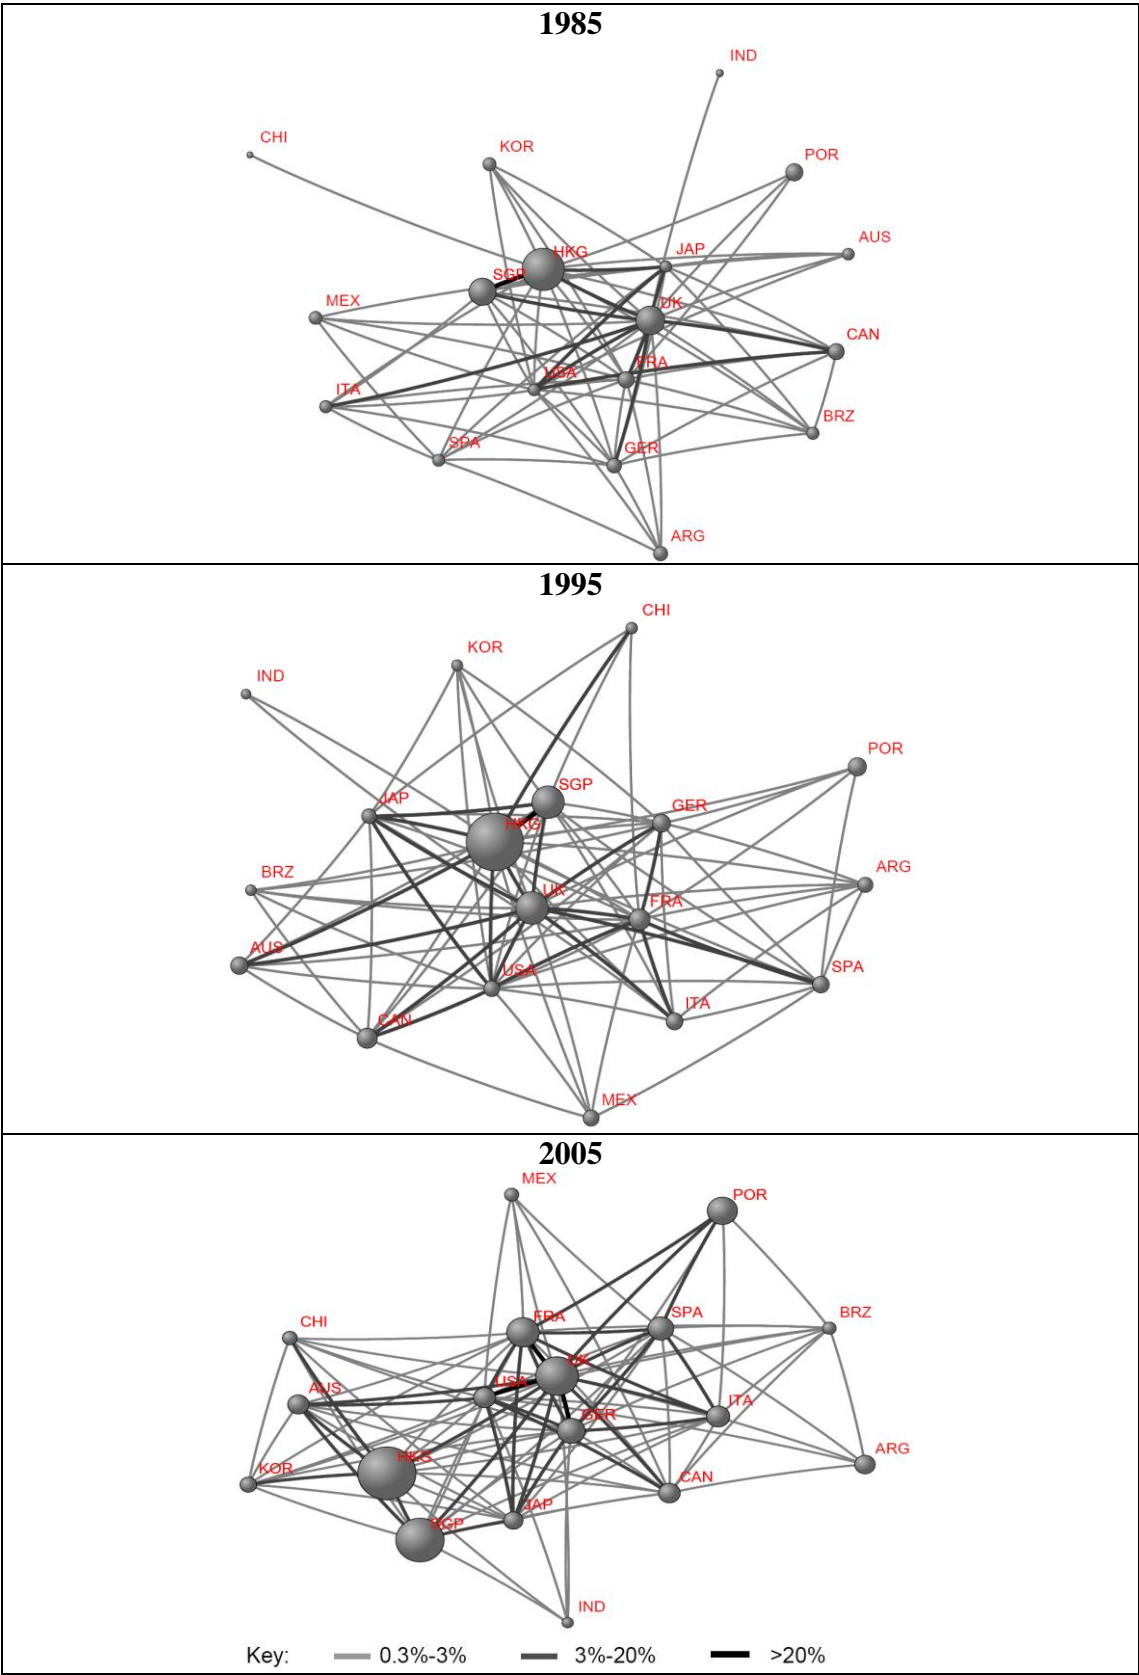 1985
IND
CHI
KOR
POR
AUS
HKG
JAP
SGP
MEX
UK
CAN
FRA
USA
ITA
BRZ
SPA
GER
ARG
1995
CHI
KOR
IND
POR
SGP
JAP
GER
HKG
BRZ
ARG
UK
FRA
AUS
SPA
USA
ITA
CAN
MEX
2005
MEX
POR
BRZ
SPA
FRA
CHI
UK
USA
AUS
ITA
GER
ARG
HKG
KOR
CAN
JAP
SGP
IND
Key: 0.3%-3% 3%-20% >20%